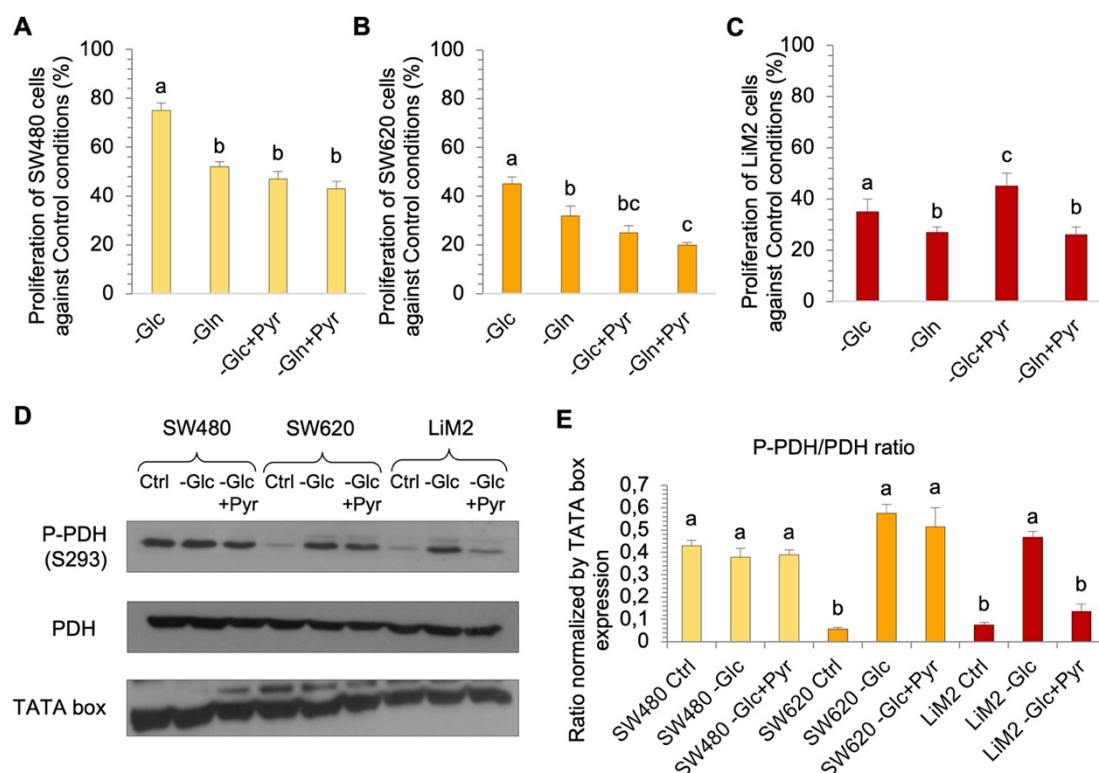 A
Proliferation of SW480 cells
against Control conditions (%)
100
80
60
40
20
0
a
b
b
b
-Glc
-Gln
-Glc+Pyr
-Gln+Pyr
B
Proliferation of SW620 cells
against Control conditions (%)
100
80
60
40
20
0
a
b
bc
c
-Glc
-Gln
-Glc+Pyr
-Gln+Pyr
C
Proliferation of LiM2 cells
against Control conditions (%)
100
80
60
40
20
0
a
b
c
b
-Glc
-Gln
-Glc+Pyr
-Gln+Pyr
D
SW480 SW620 LiM2
Ctrl -Glc -Glc Ctrl -Glc -Glc Ctrl -Glc -Glc
+Pyr +Pyr +Pyr
P-PDH
(S293)
PDH
TATA box
E
P-PDH/PDH ratio
Ratio normalized by TATA box
expression
0,7
0,6
0,5
0,4
0,3
0,2
0,1
0
a
a
a
b
a
a
b
a
b
SW480 Ctrl
SW480 -Glc
SW480 -Glc+Pyr
SW620 Ctrl
SW620 -Glc
SW620 -Glc+Pyr
LiM2 Ctrl
LiM2 -Glc
LiM2 -Glc+Pyr